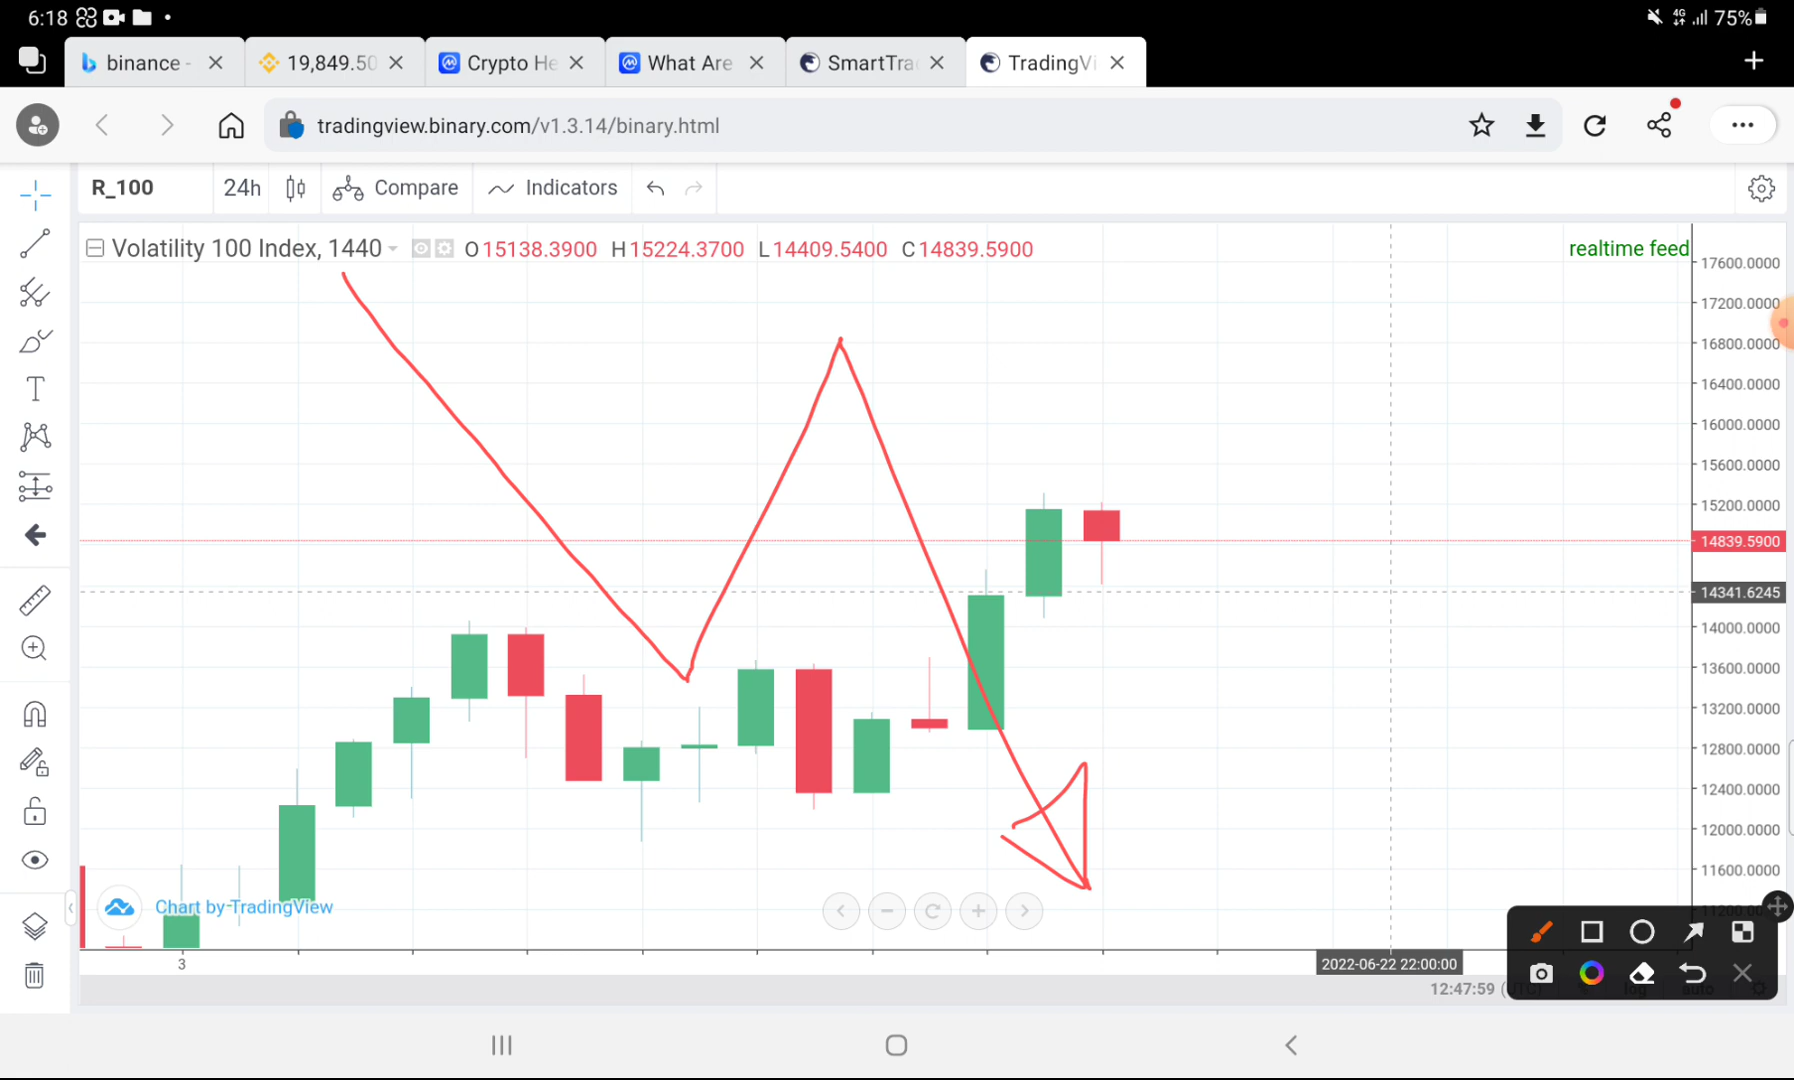 6:18 4G 75%
binance - 19,849.50 Crypto He What Are SmartTra TradingVi
tradingview.binary.com/v1.3.14/binary.html
R_100 24h Compare Indicators
Volatility 100 Index, 1440 O15138.3900 H15224.3700 L14409.5400 C14839.5900 realtime feed
17600.0000
17200.0000
16800.0000
16400.0000
16000.0000
15600.0000
15200.0000
14839.5900
14341.6245
14000.0000
13600.0000
13200.0000
12800.0000
12400.0000
12000.0000
11600.0000
Chart by TradingView
3 2022-06-22 22:00:00
12:47:59